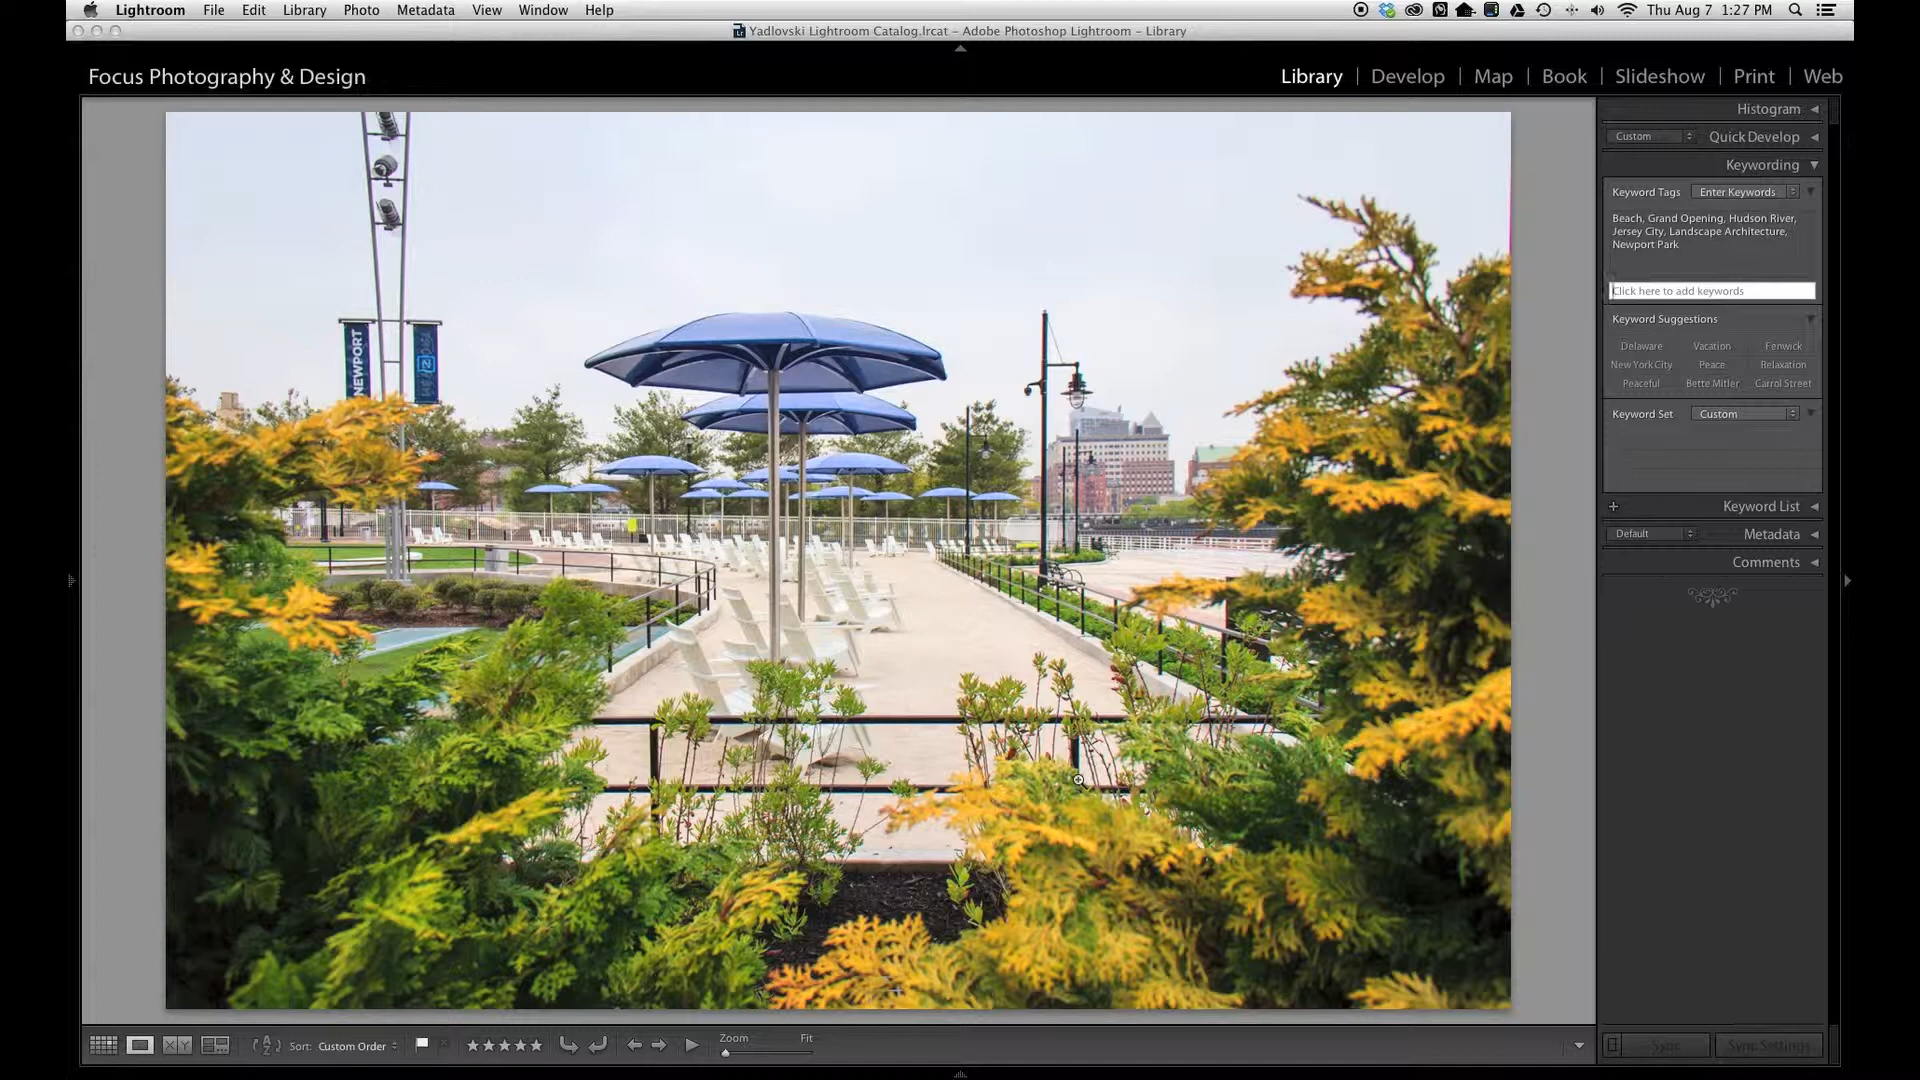 Lightroom File Edit Library Photo Metadata View Window Help Thu Aug 7 1:27 PM
Yadlovski Lightroom Catalog.lrcat – Adobe Photoshop Lightroom – Library
Focus Photography & Design
Library | Develop | Map | Book | Slideshow | Print | Web
Histogram
Custom Quick Develop
Keywording
Keyword Tags Enter Keywords
Beach, Grand Opening, Hudson River,
Jersey City, Landscape Architecture,
Newport Park
Click here to add keywords
Keyword Suggestions
Delaware Vacation Fenwick
New York City Peace Relaxation
Peaceful Bette Mitler Carrol Street
Keyword Set Custom
Keyword List
Default Metadata
Comments
NEWPORT
Sort: Custom Order
Zoom Fit
Sync Sync Settings